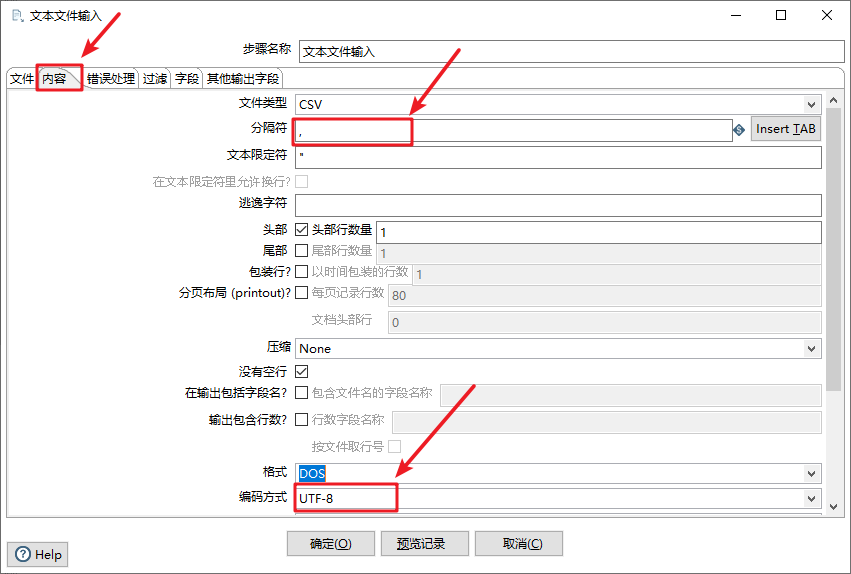 文本文件输入
步骤名称 文本文件输入
文件 内容 错误处理 过滤 字段 其他输出字段
文件类型 CSV
分隔符 , Insert TAB
文本限定符 "
在文本限定符里允许换行?
逃逸字符
头部 头部行数量 1
尾部 尾部行数量 1
包装行? 以时间包装的行数 1
分页布局 (printout)? 每页记录行数 80
文档头部行 0
压缩 None
没有空行
在输出包括字段名? 包含文件名的字段名称
输出包含行数? 行数字段名称
按文件取行号
格式 DOS
编码方式 UTF-8
Help 确定(O) 预览记录 取消(C)